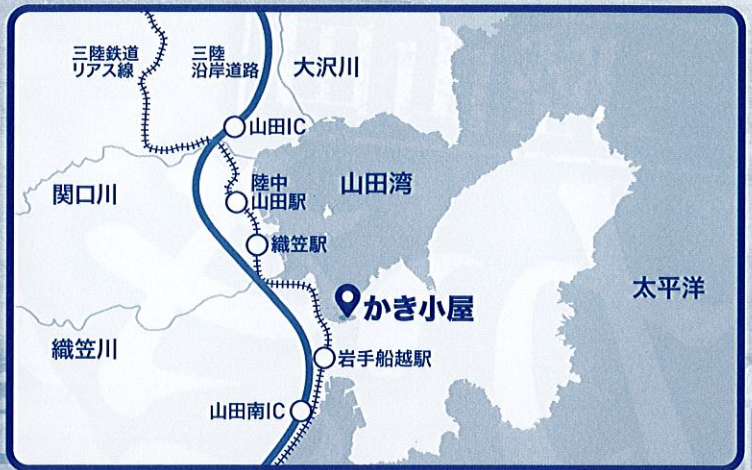 三陸鉄道
リアス線
三陸
沿岸道路
大沢川
山田IC
関口川
陸中
山田駅
山田湾
織笠駅
かき小屋
太平洋
織笠川
岩手船越駅
山田南IC